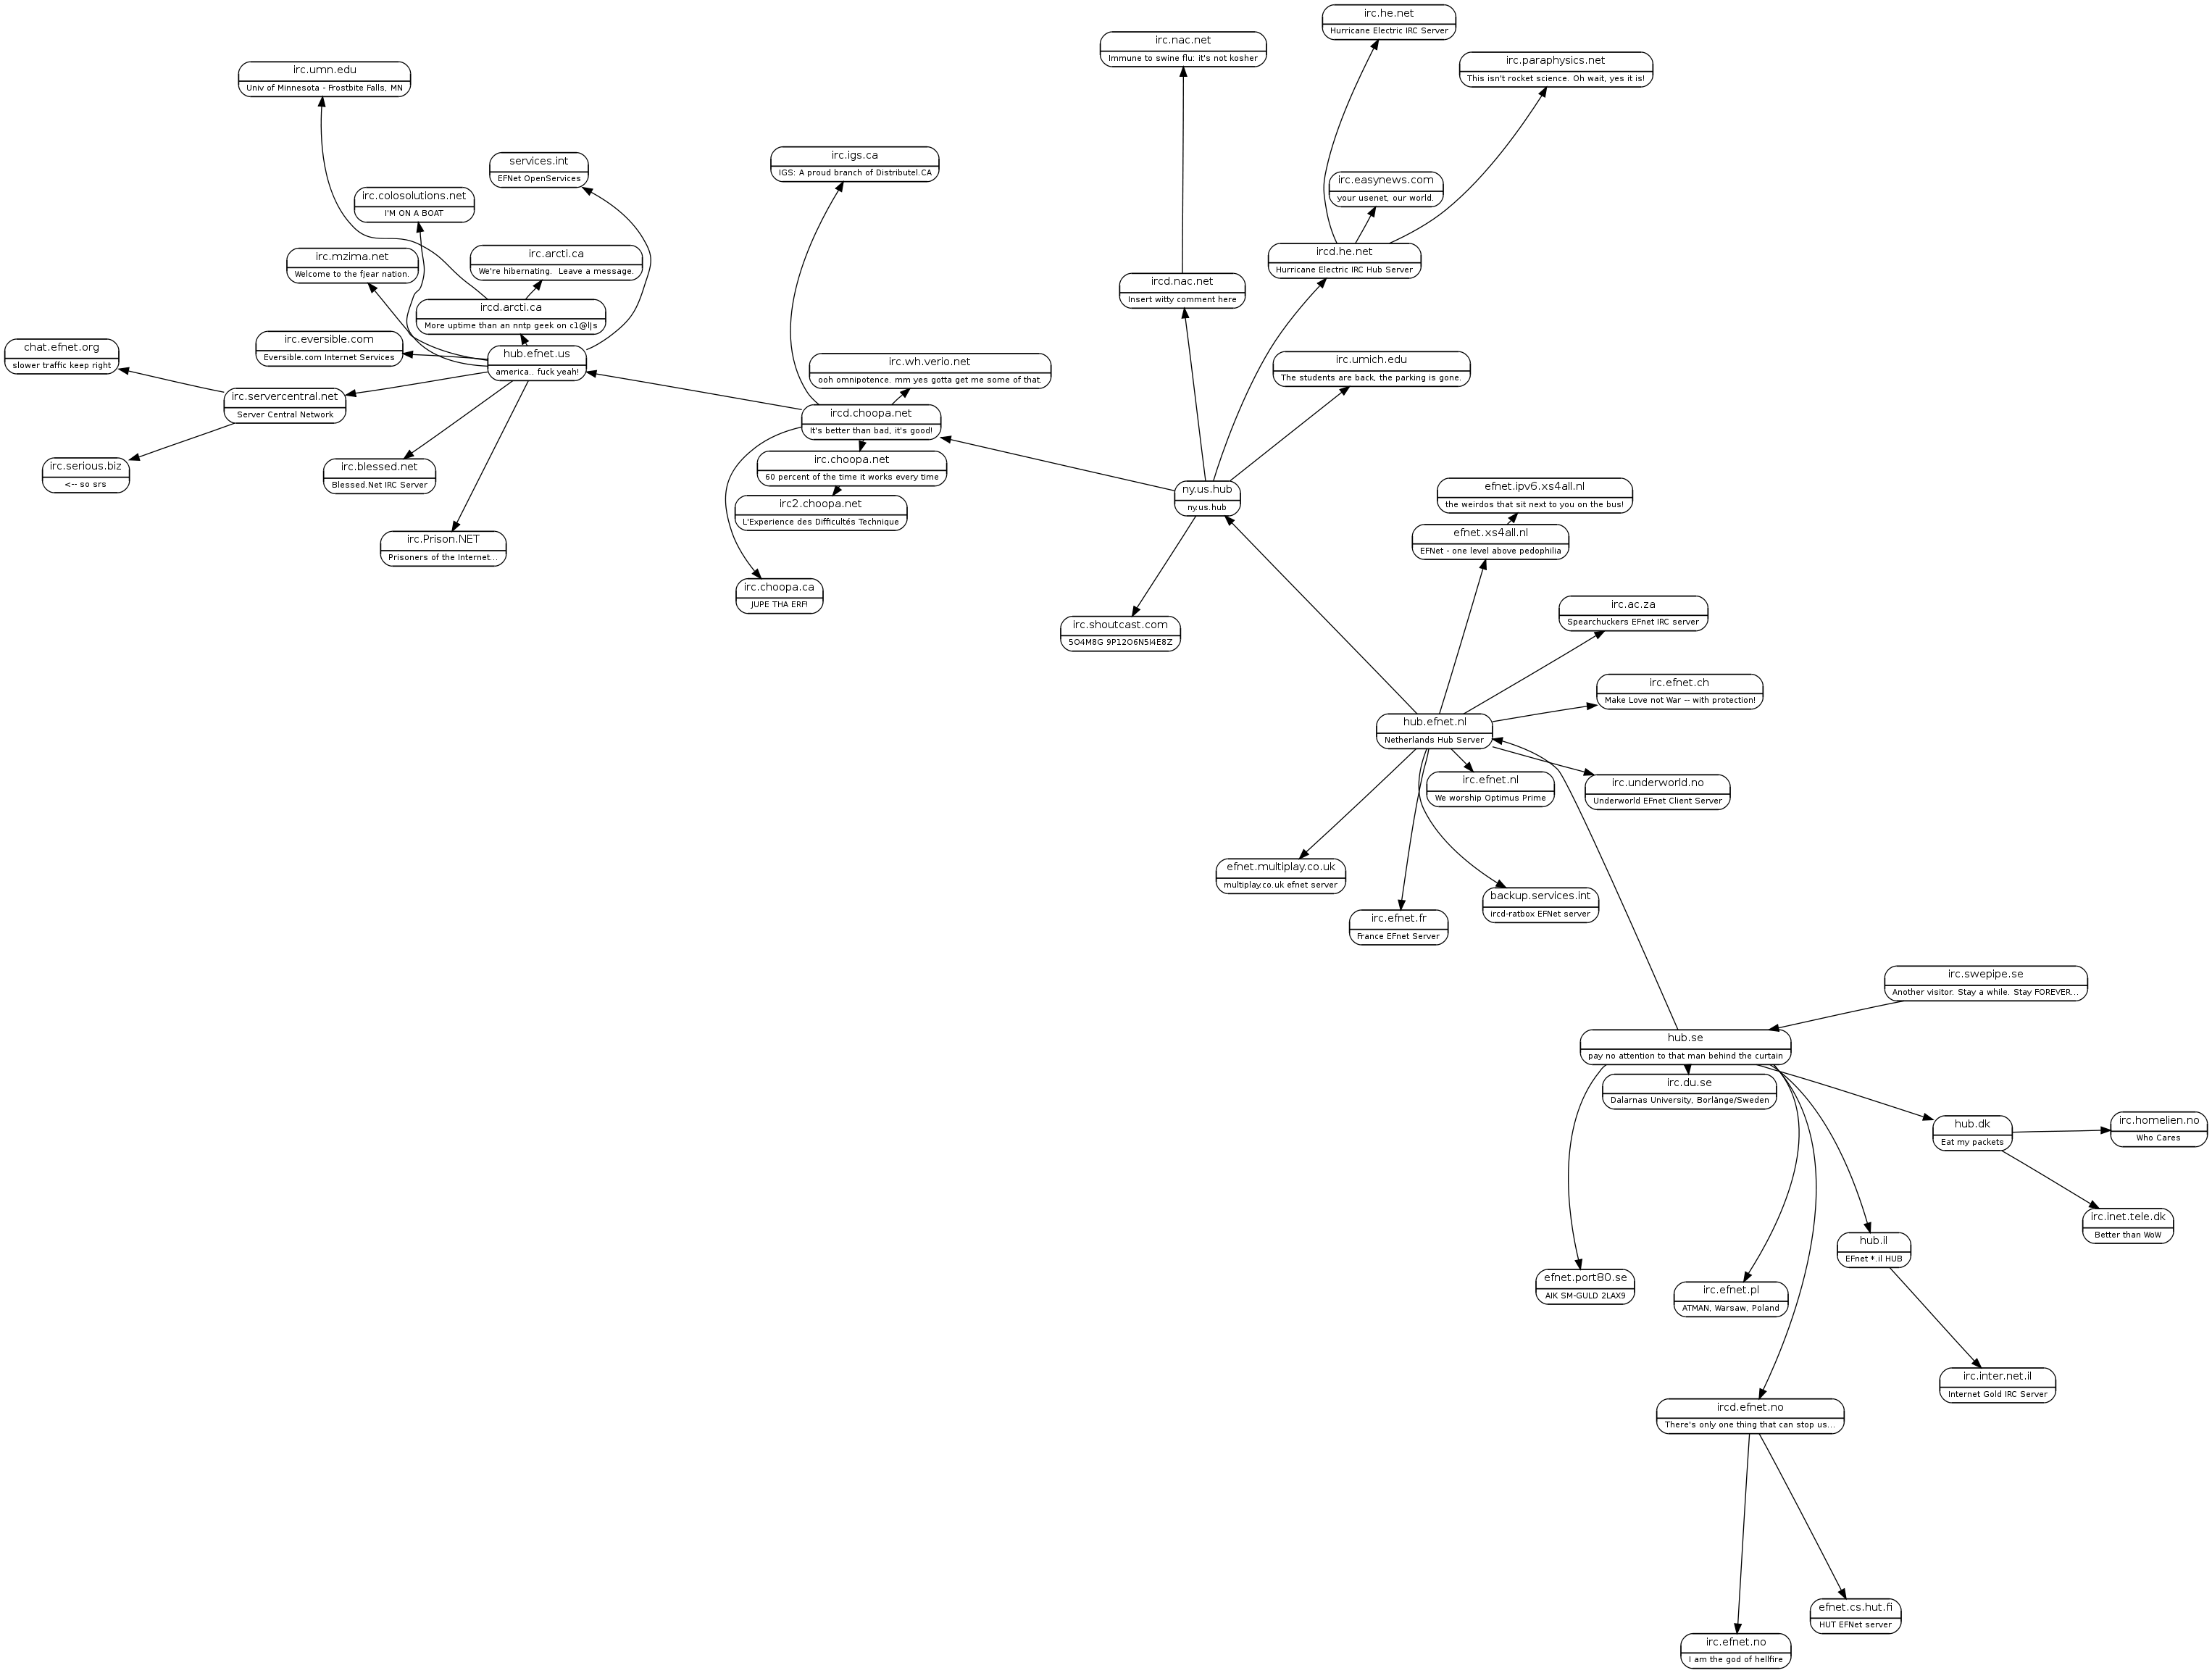 irc.he.net
Hurricane Electric IRC Server
irc.nac.net
Immune to swine flu: it's not kosher
irc.paraphysics.net
This isn't rocket science. Oh wait, yes it is!
irc.umn.edu
Univ of Minnesota - Frostbite Falls, MN
services.int
EFNet OpenServices
irc.igs.ca
IGS: A proud branch of Distributel.CA
irc.easynews.com
your usenet, our world.
irc.colosolutions.net
I'M ON A BOAT
irc.mzima.net
Welcome to the fjear nation.
irc.arcti.ca
We're hibernating.  Leave a message.
ircd.he.net
Hurricane Electric IRC Hub Server
ircd.nac.net
Insert witty comment here
ircd.arcti.ca
More uptime than an nntp geek on c1@l|s
irc.eversible.com
Eversible.com Internet Services
chat.efnet.org
slower traffic keep right
hub.efnet.us
america.. fuck yeah!
irc.wh.verio.net
ooh omnipotence. mm yes gotta get me some of that.
irc.umich.edu
The students are back, the parking is gone.
irc.servercentral.net
Server Central Network
ircd.choopa.net
It's better than bad, it's good!
irc.serious.biz
<-- so srs
irc.blessed.net
Blessed.Net IRC Server
irc.choopa.net
60 percent of the time it works every time
irc2.choopa.net
L'Experience des Difficultés Technique
ny.us.hub
ny.us.hub
efnet.ipv6.xs4all.nl
the weirdos that sit next to you on the bus!
efnet.xs4all.nl
EFNet - one level above pedophilia
irc.Prison.NET
Prisoners of the Internet...
irc.choopa.ca
JUPE THA ERF!
irc.shoutcast.com
5O4M8G 9P12O6N5I4E8Z
irc.ac.za
Spearchuckers EFnet IRC server
irc.efnet.ch
Make Love not War -- with protection!
hub.efnet.nl
Netherlands Hub Server
irc.efnet.nl
We worship Optimus Prime
irc.underworld.no
Underworld EFnet Client Server
efnet.multiplay.co.uk
multiplay.co.uk efnet server
backup.services.int
ircd-ratbox EFNet server
irc.efnet.fr
France EFnet Server
irc.swepipe.se
Another visitor. Stay a while. Stay FOREVER...
hub.se
pay no attention to that man behind the curtain
irc.du.se
Dalarnas University, Borlänge/Sweden
hub.dk
Eat my packets
irc.homelien.no
Who Cares
irc.inet.tele.dk
Better than WoW
hub.il
EFnet *.il HUB
efnet.port80.se
AIK SM-GULD 2LAX9
irc.efnet.pl
ATMAN, Warsaw, Poland
irc.inter.net.il
Internet Gold IRC Server
ircd.efnet.no
There's only one thing that can stop us...
efnet.cs.hut.fi
HUT EFNet server
irc.efnet.no
I am the god of hellfire